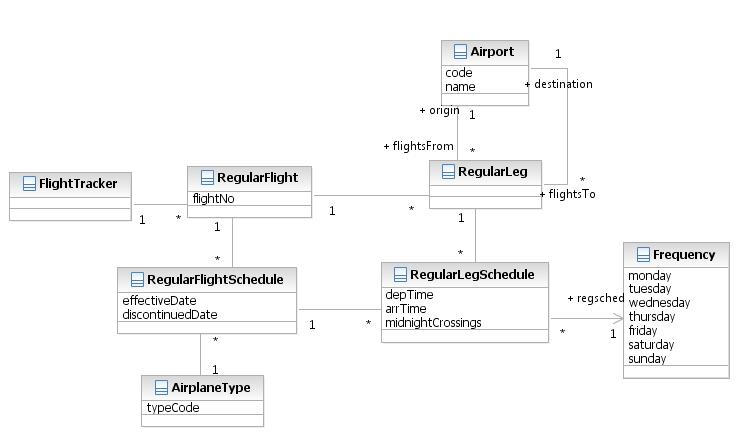 Airport
code
name
1
+ destination
+ origin
1
+ flightsFrom
*
RegularLeg
*
+ flightsTo
FlightTracker
RegularFlight
flightNo
1
*
1
*
1
1
*
*
RegularFlightSchedule
effectiveDate
discontinuedDate
RegularLegSchedule
depTime
arrTime
midnightCrossings
Frequency
monday
tuesday
wednesday
thursday
friday
saturday
sunday
+ regsched
1
*
*
1
*
1
AirplaneType
typeCode